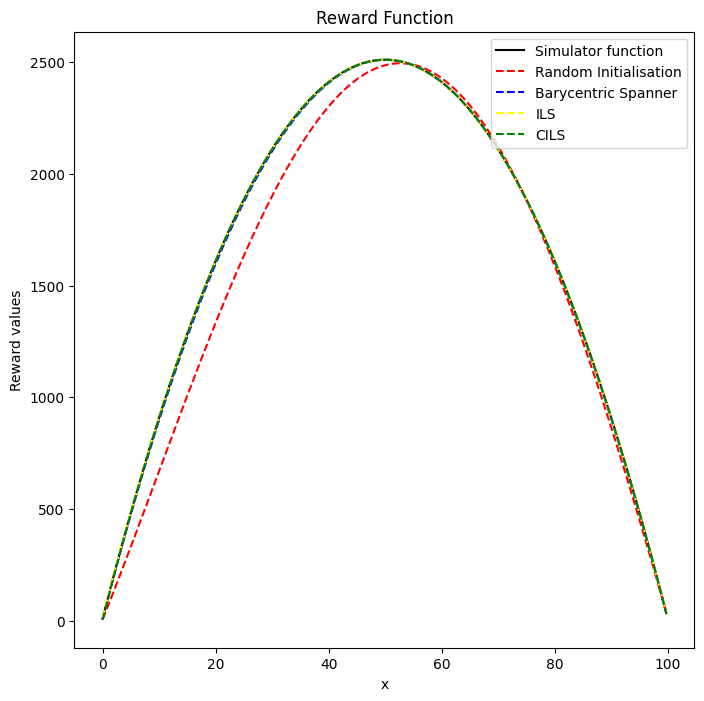 Reward Function
Simulator function
Random Initialisation
Barycentric Spanner
ILS
CILS
Reward values
2500
2000
1500
1000
500
0
0 20 40 60 80 100
x